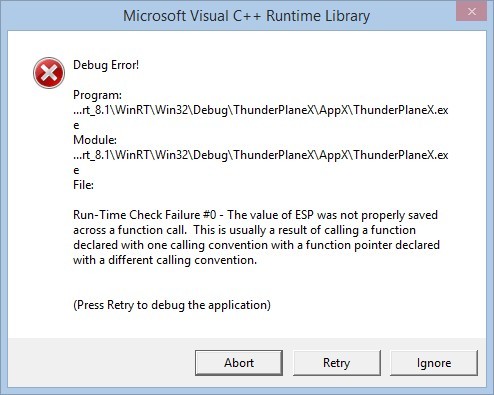 Microsoft Visual C++ Runtime Library
Debug Error!
Program:
...rt_8.1\WinRT\Win32\Debug\ThunderPlaneX\AppX\ThunderPlaneX.ex
e
Module:
...rt_8.1\WinRT\Win32\Debug\ThunderPlaneX\AppX\ThunderPlaneX.ex
e
File:
Run-Time Check Failure #0 - The value of ESP was not properly saved
across a function call.  This is usually a result of calling a function
declared with one calling convention with a function pointer declared
with a different calling convention.
(Press Retry to debug the application)
Abort Retry Ignore